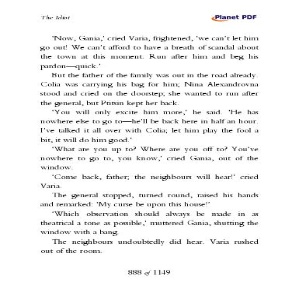 The Idiot
Planet PDF
'Now, Gania,' cried Varia, frightened, 'we can't let him
go out! We can't afford to have a breath of scandal about
the town at this moment. Run after him and beg his
pardon—quick.'
But the father of the family was out in the road already.
Colia was carrying his bag for him; Nina Alexandrovna
stood and cried on the doorstep; she wanted to run after
the general, but Ptitsin kept her back.
'You will only excite him more,' he said. 'He has
nowhere else to go to—he'll be back here in half an hour.
I've talked it all over with Colia; let him play the fool a
bit, it will do him good.'
'What are you up to? Where are you off to? You've
nowhere to go to, you know,' cried Gania, out of the
window.
'Come back, father; the neighbours will hear!' cried
Varia.
The general stopped, turned round, raised his hands
and remarked: 'My curse be upon this house!'
'Which observation should always be made in as
theatrical a tone as possible,' muttered Gania, shutting the
window with a bang.
The neighbours undoubtedly did hear. Varia rushed
out of the room.
888 of 1149